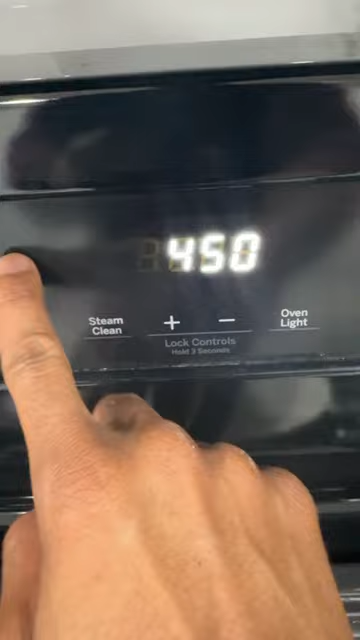 450
Steam
Clean
+
−
Oven
Light
Lock Controls
Hold 3 Seconds